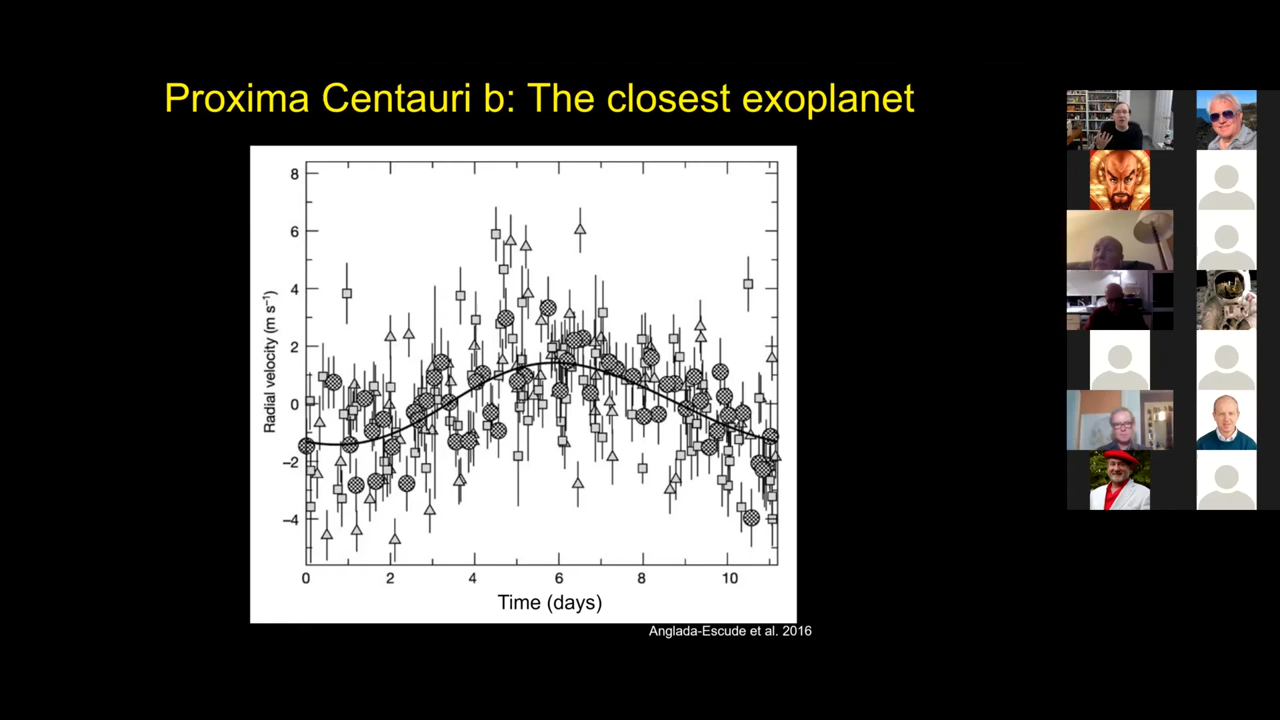 Proxima Centauri b: The closest exoplanet
8
6
4
2
0
−2
−4
Radial velocity (m s⁻¹)
0 2 4 6 8 10
Time (days)
Anglada-Escude et al. 2016